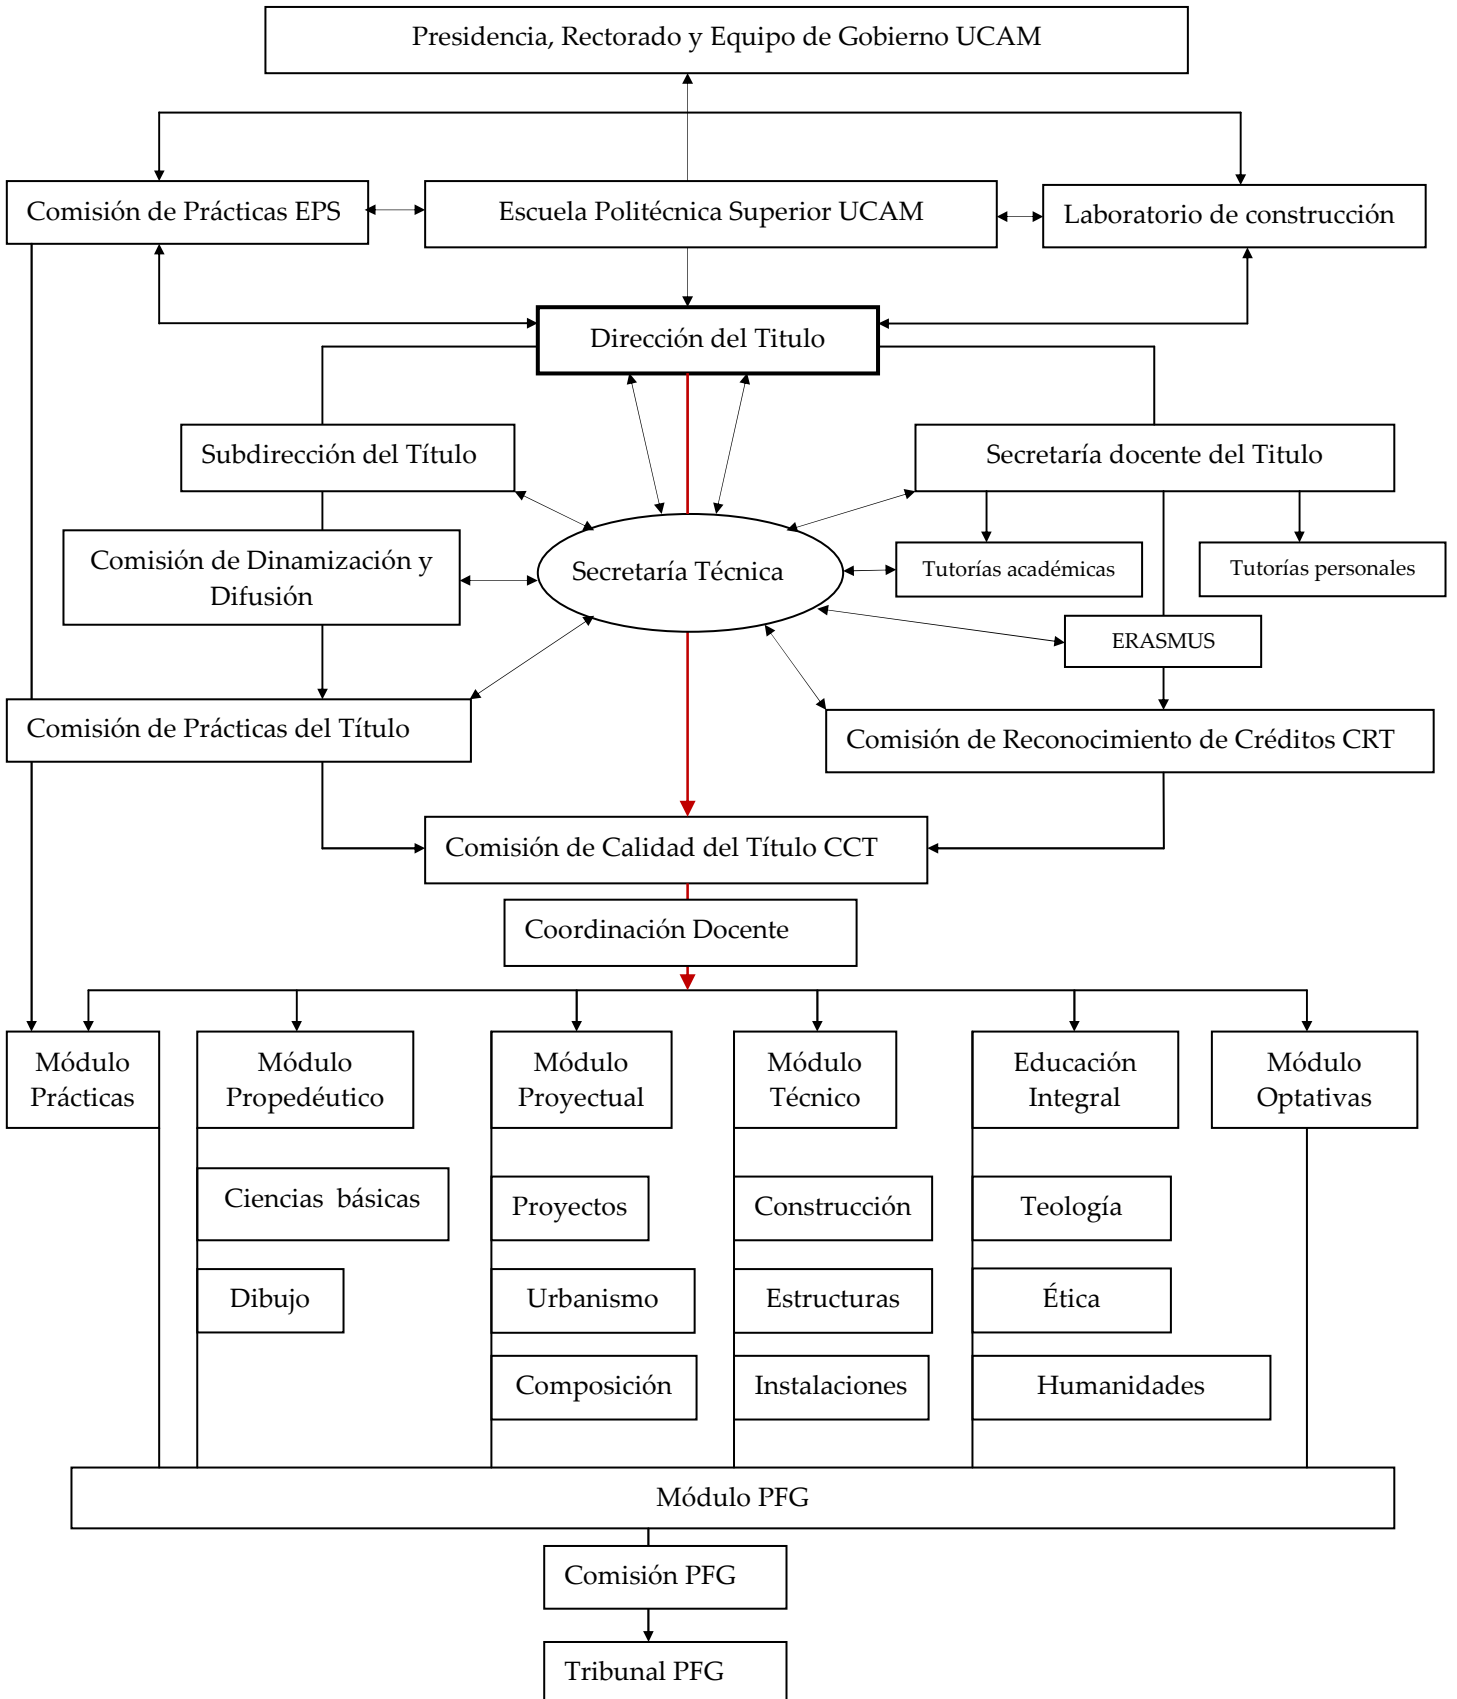 Presidencia, Rectorado y Equipo de Gobierno UCAM
Comisión de Prácticas EPS
Escuela Politécnica Superior UCAM
Laboratorio de construcción
Dirección del Titulo
Subdirección del Título
Secretaría docente del Titulo
Comisión de Dinamización y
Difusión
Secretaría Técnica
Tutorías académicas
Tutorías personales
ERASMUS
Comisión de Prácticas del Título
Comisión de Reconocimiento de Créditos CRT
Comisión de Calidad del Título CCT
Coordinación Docente
Módulo
Prácticas
Módulo
Propedéutico
Módulo
Proyectual
Módulo
Técnico
Educación
Integral
Módulo
Optativas
Ciencias  básicas
Proyectos
Construcción
Teología
Dibujo
Urbanismo
Estructuras
Ética
Composición
Instalaciones
Humanidades
Módulo PFG
Comisión PFG
Tribunal PFG